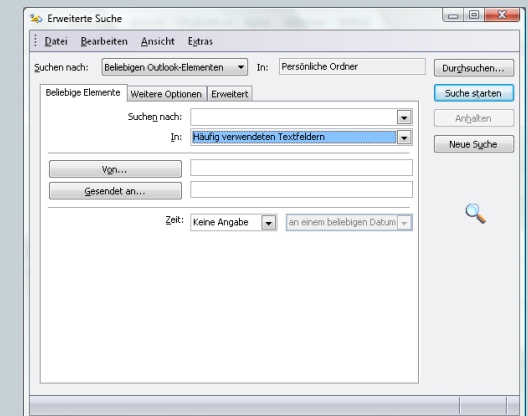 Erweiterte Suche
Datei Bearbeiten Ansicht Extras
Suchen nach: Beliebigen Outlook-Elementen In: Persönliche Ordner Durchsuchen...
Beliebige Elemente Weitere Optionen Erweitert Suche starten
Suchen nach: Anhalten
In: Häufig verwendeten Textfeldern Neue Suche
Von...
Gesendet an...
Zeit: Keine Angabe an einem beliebigen Datum